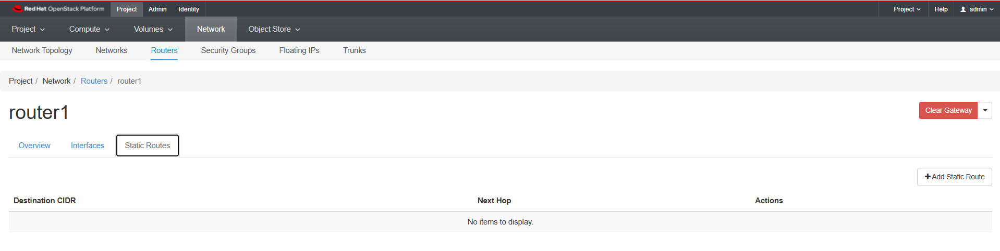 Red Hat OpenStack Platform Project Admin Identity Project Help admin
Project Compute Volumes Network Object Store
Network Topology Networks Routers Security Groups Floating IPs Trunks
Project / Network / Routers / router1
router1
Clear Gateway
Overview Interfaces Static Routes
+Add Static Route
Destination CIDR Next Hop Actions
No items to display.